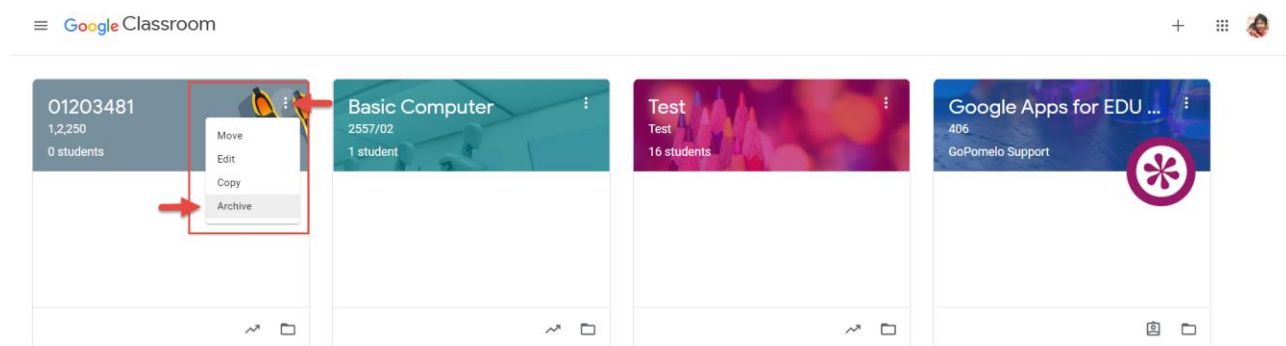 Google Classroom
01203481
1,2,250
0 students
Move
Edit
Copy
Archive
Basic Computer
2557/02
1 student
Test
Test
16 students
Google Apps for EDU ...
406
GoPomelo Support